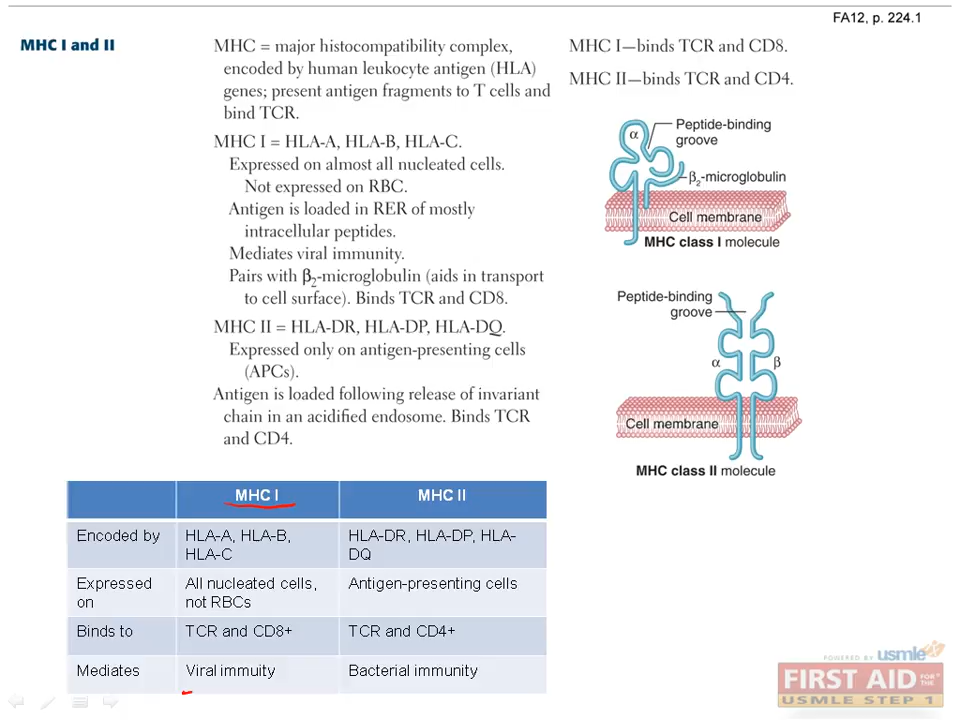 FA12, p. 224.1
MHC I and II
MHC = major histocompatibility complex,
encoded by human leukocyte antigen (HLA)
genes; present antigen fragments to T cells and
bind TCR.
MHC I = HLA-A, HLA-B, HLA-C.
Expressed on almost all nucleated cells.
Not expressed on RBC.
Antigen is loaded in RER of mostly
intracellular peptides.
Mediates viral immunity.
Pairs with β2-microglobulin (aids in transport
to cell surface). Binds TCR and CD8.
MHC II = HLA-DR, HLA-DP, HLA-DQ.
Expressed only on antigen-presenting cells
(APCs).
Antigen is loaded following release of invariant
chain in an acidified endosome. Binds TCR
and CD4.
MHC I—binds TCR and CD8.
MHC II—binds TCR and CD4.
α
Peptide-binding
groove
β2-microglobulin
Cell membrane
MHC class I molecule
Peptide-binding
groove
α
β
Cell membrane
MHC class II molecule
MHC I MHC II
Encoded by HLA-A, HLA-B, HLA-DR, HLA-DP, HLA-
HLA-C DQ
Expressed All nucleated cells, Antigen-presenting cells
on not RBCs
Binds to TCR and CD8+ TCR and CD4+
Mediates Viral immuity Bacterial immunity
POWERED BY usmle
FIRST AID FOR THE
USMLE STEP 1